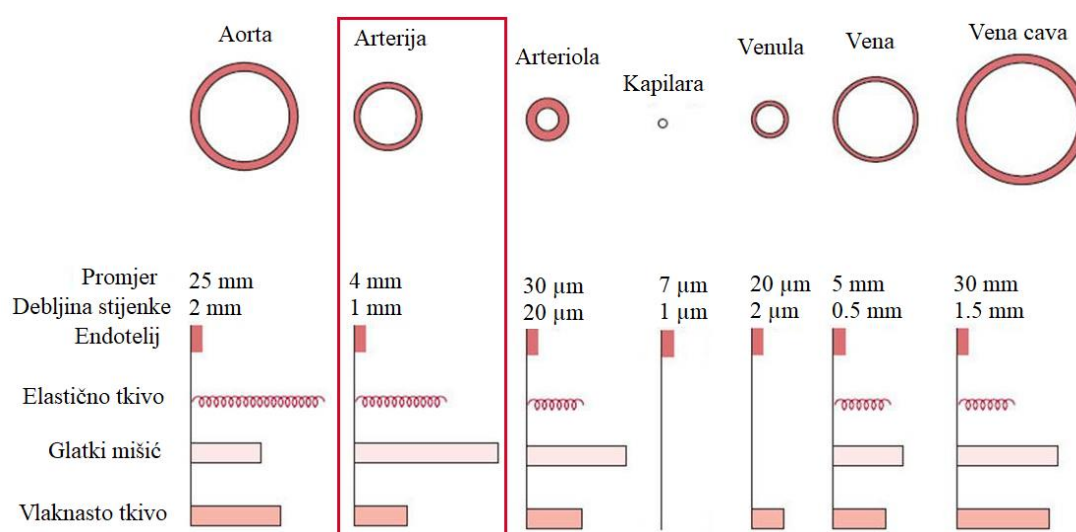 Aorta
Arterija
Arteriola
Kapilara
Venula
Vena
Vena cava
Promjer 25 mm 4 mm 30 µm 7 µm 20 µm 5 mm 30 mm
Debljina stijenke 2 mm 1 mm 20 µm 1 µm 2 µm 0.5 mm 1.5 mm
Endotelij
Elastično tkivo
Glatki mišić
Vlaknasto tkivo